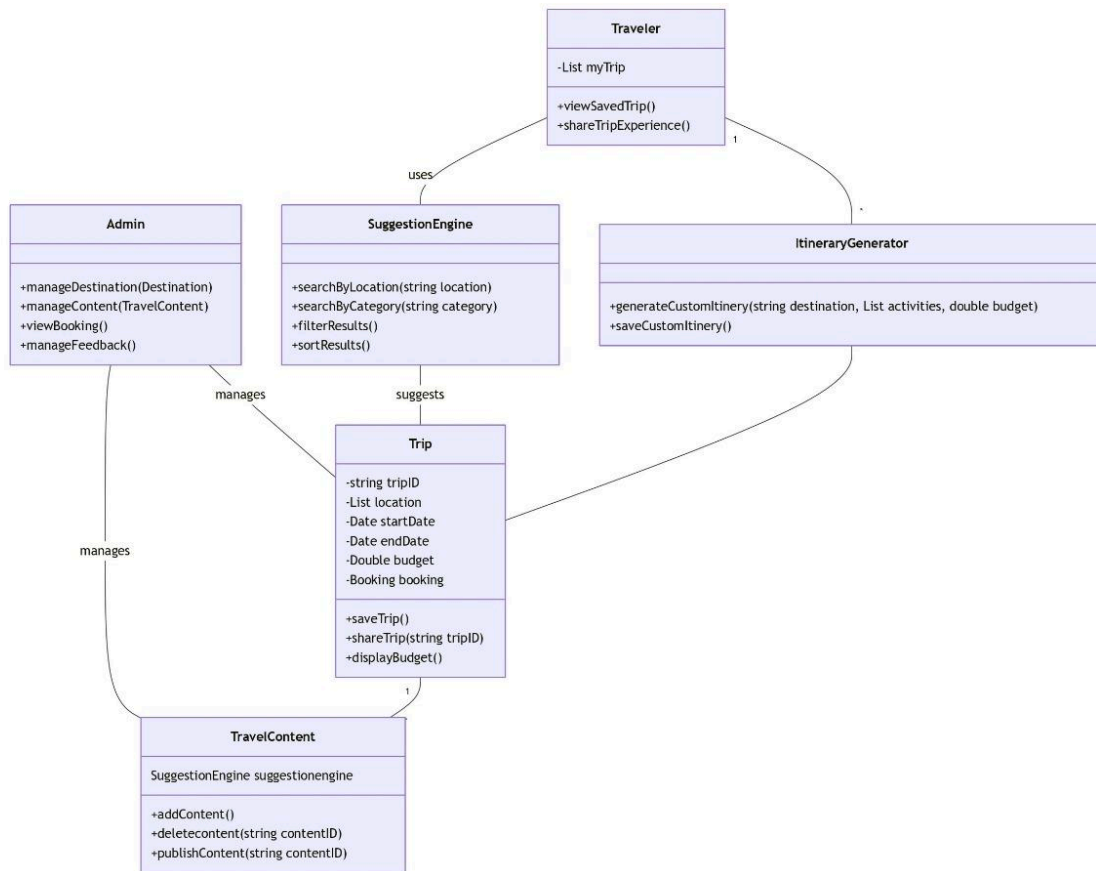 Traveler
-List myTrip
+viewSavedTrip()
+shareTripExperience()
1
uses
*
Admin
+manageDestination(Destination)
+manageContent(TravelContent)
+viewBooking()
+manageFeedback()
SuggestionEngine
+searchByLocation(string location)
+searchByCategory(string category)
+filterResults()
+sortResults()
ItineraryGenerator
+generateCustomItinery(string destination, List activities, double budget)
+saveCustomItinery()
manages
suggests
Trip
-string tripID
-List location
-Date startDate
-Date endDate
-Double budget
-Booking booking
+saveTrip()
+shareTrip(string tripID)
+displayBudget()
manages
1
*
TravelContent
SuggestionEngine suggestionengine
+addContent()
+deletecontent(string contentID)
+publishContent(string contentID)